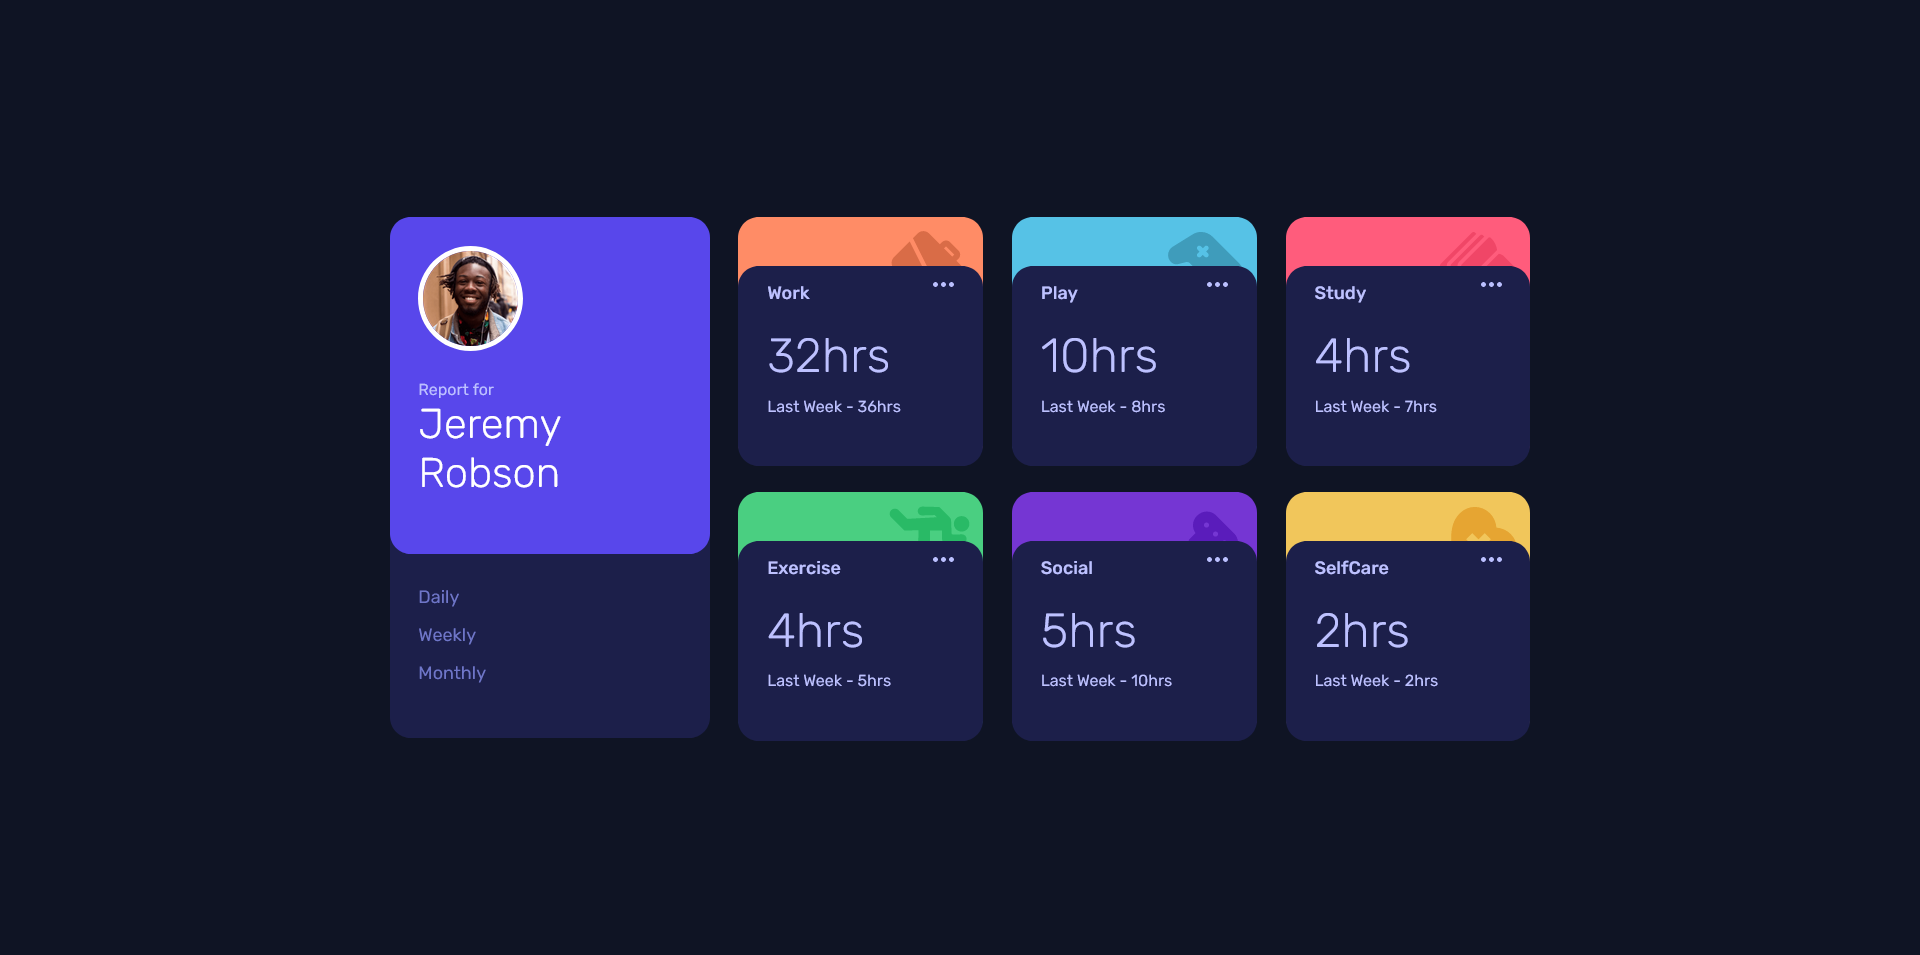 Report for
Jeremy
Robson
Daily
Weekly
Monthly
Work
32hrs
Last Week - 36hrs
Play
10hrs
Last Week - 8hrs
Study
4hrs
Last Week - 7hrs
Exercise
4hrs
Last Week - 5hrs
Social
5hrs
Last Week - 10hrs
SelfCare
2hrs
Last Week - 2hrs